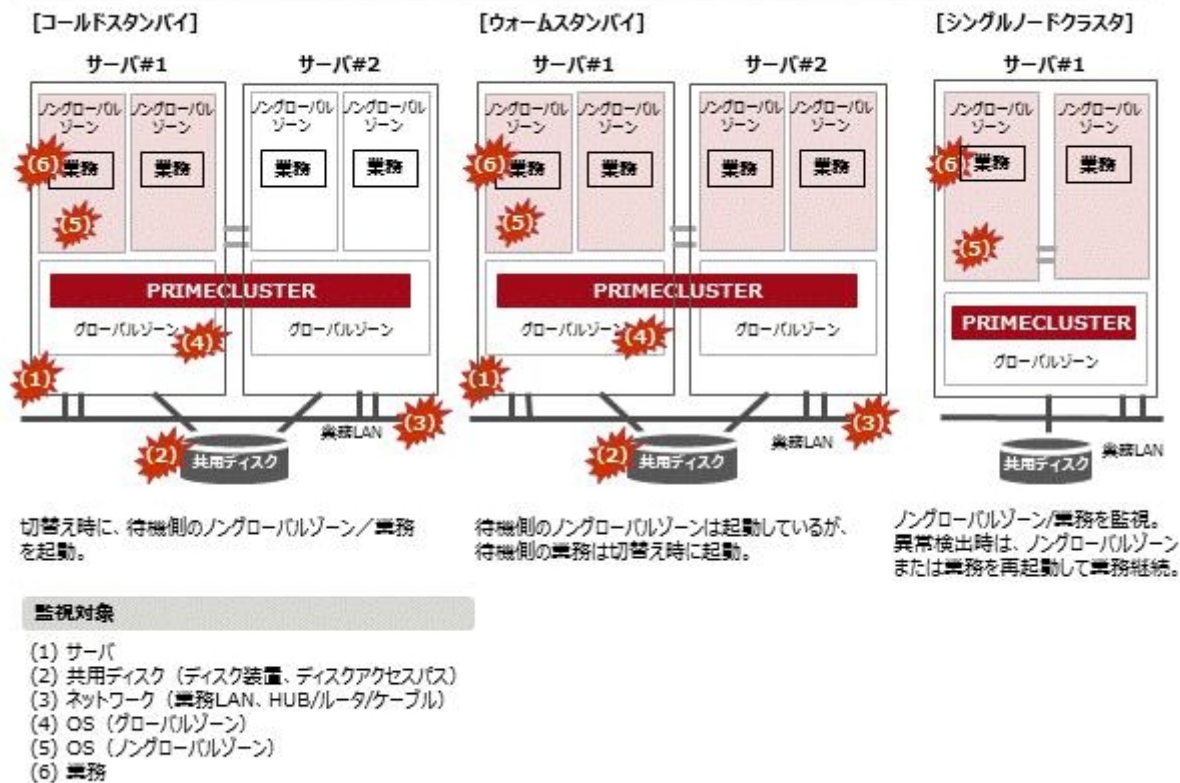 [コールドスタンバイ]
サーバ#1
サーバ#2
ノングローバル
ゾーン
ノングローバル
ゾーン
ノングローバル
ゾーン
ノングローバル
ゾーン
(6)
業務
業務
業務
業務
(5)
PRIMECLUSTER
グローバルゾーン
グローバルゾーン
(4)
(1)
(3)
業務LAN
(2)
共用ディスク
切替え時に、待機側のノングローバルゾーン／業務
を起動。
[ウォームスタンバイ]
サーバ#1
サーバ#2
ノングローバル
ゾーン
ノングローバル
ゾーン
ノングローバル
ゾーン
ノングローバル
ゾーン
(6)
業務
業務
業務
業務
(5)
PRIMECLUSTER
グローバルゾーン
グローバルゾーン
(4)
(1)
(3)
業務LAN
(2)
共用ディスク
待機側のノングローバルゾーンは起動しているが、
待機側の業務は切替え時に起動。
[シングルノードクラスタ]
サーバ#1
ノングローバル
ゾーン
ノングローバル
ゾーン
(6)
業務
業務
(5)
PRIMECLUSTER
グローバルゾーン
業務LAN
共用ディスク
ノングローバルゾーン/業務を監視。
異常検出時は、ノングローバルゾーン
または業務を再起動して業務継続。
監視対象
(1) サーバ
(2) 共用ディスク（ディスク装置、ディスクアクセスパス）
(3) ネットワーク（業務LAN、HUB/ルータ/ケーブル）
(4) OS（グローバルゾーン）
(5) OS（ノングローバルゾーン）
(6) 業務